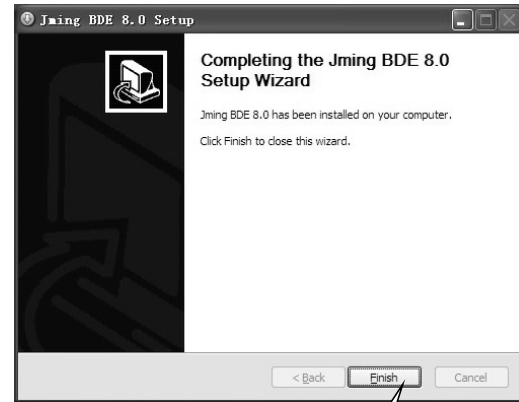 Jming BDE 8.0 Setup
Completing the Jming BDE 8.0
Setup Wizard
Jming BDE 8.0 has been installed on your computer.
Click Finish to close this wizard.
< Back
Finish
Cancel